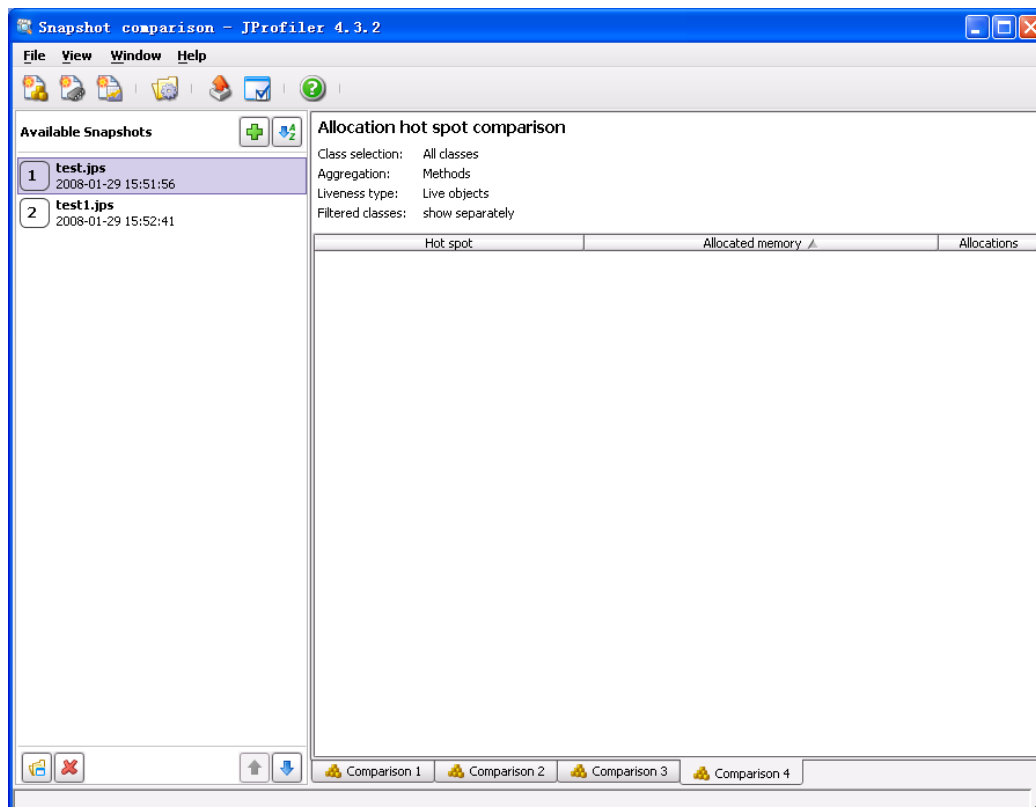 Snapshot comparison - JProfiler 4.3.2
File View Window Help
Available Snapshots
1 test.jps
2008-01-29 15:51:56
2 test1.jps
2008-01-29 15:52:41
Allocation hot spot comparison
Class selection: All classes
Aggregation: Methods
Liveness type: Live objects
Filtered classes: show separately
Hot spot Allocated memory Allocations
Comparison 1 Comparison 2 Comparison 3 Comparison 4